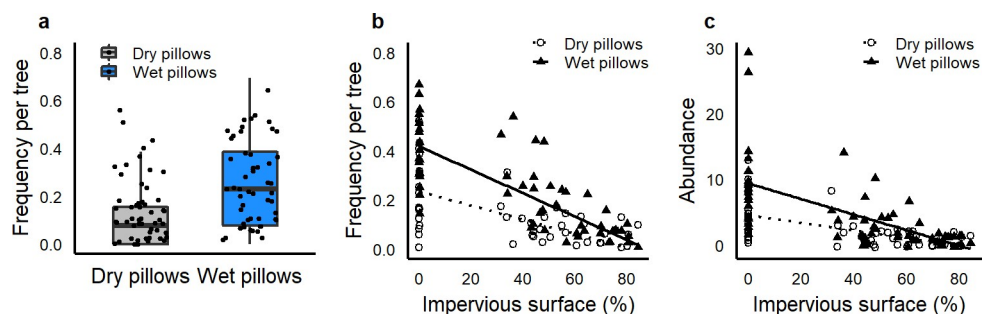 a
Frequency per tree
0.8
0.6
0.4
0.2
0.0
Dry pillows
Wet pillows
Dry pillows Wet pillows
b
Frequency per tree
0.8
0.6
0.4
0.2
0.0
Dry pillows
Wet pillows
0 20 40 60 80
Impervious surface (%)
c
Abundance
30
20
10
0
Dry pillows
Wet pillows
0 20 40 60 80
Impervious surface (%)